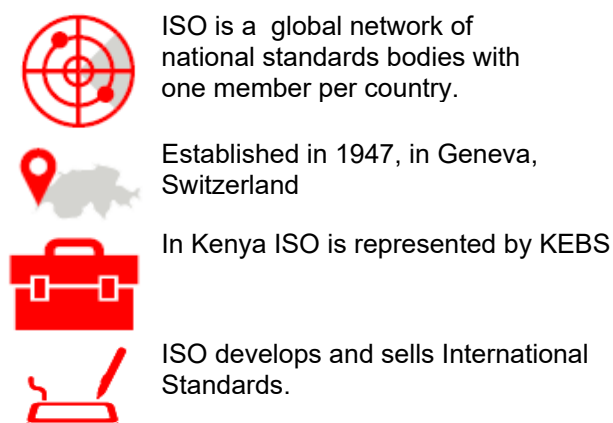 ISO is a  global network of
national standards bodies with
one member per country.
Established in 1947, in Geneva,
Switzerland
In Kenya ISO is represented by KEBS
ISO develops and sells International
Standards.